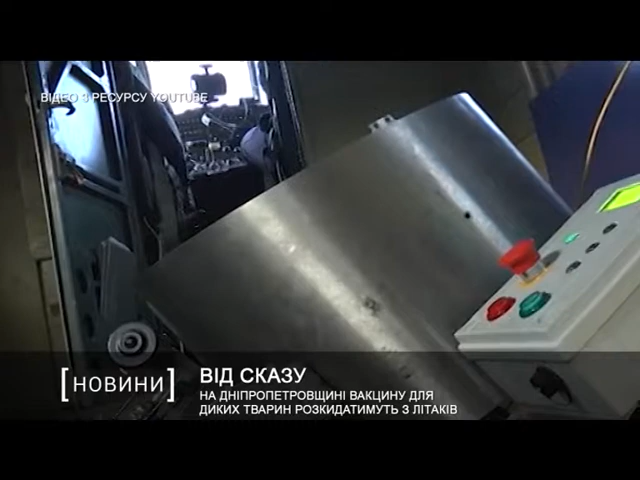 ВІДЕО З РЕСУРСУ YOUTUBE
[НОВИНИ]
ВІД СКАЗУ
НА ДНІПРОПЕТРОВЩИНІ ВАКЦИНУ ДЛЯ
ДИКИХ ТВАРИН РОЗКИДАТИМУТЬ З ЛІТАКІВ